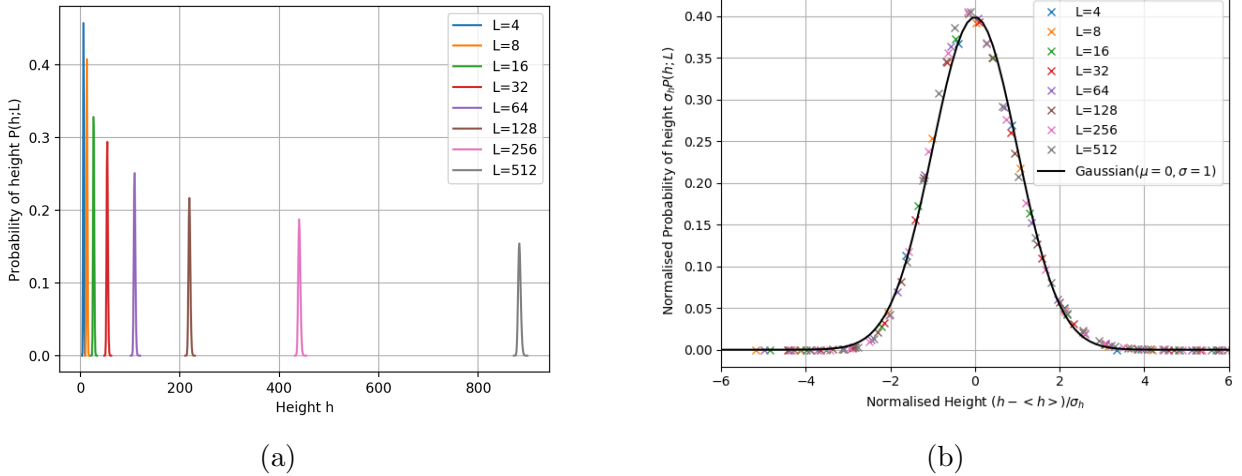 Probability of height P(h;L)
0.4
0.3
0.2
0.1
0.0
0 200 400 600 800
Height h
L=4
L=8
L=16
L=32
L=64
L=128
L=256
L=512
(a)
Normalised Probability of height σₕP(h; L)
0.40
0.35
0.30
0.25
0.20
0.15
0.10
0.05
0.00
−6 −4 −2 0 2 4 6
Normalised Height (h − < h >)/σₕ
L=4
L=8
L=16
L=32
L=64
L=128
L=256
L=512
Gaussian(μ = 0, σ = 1)
(b)